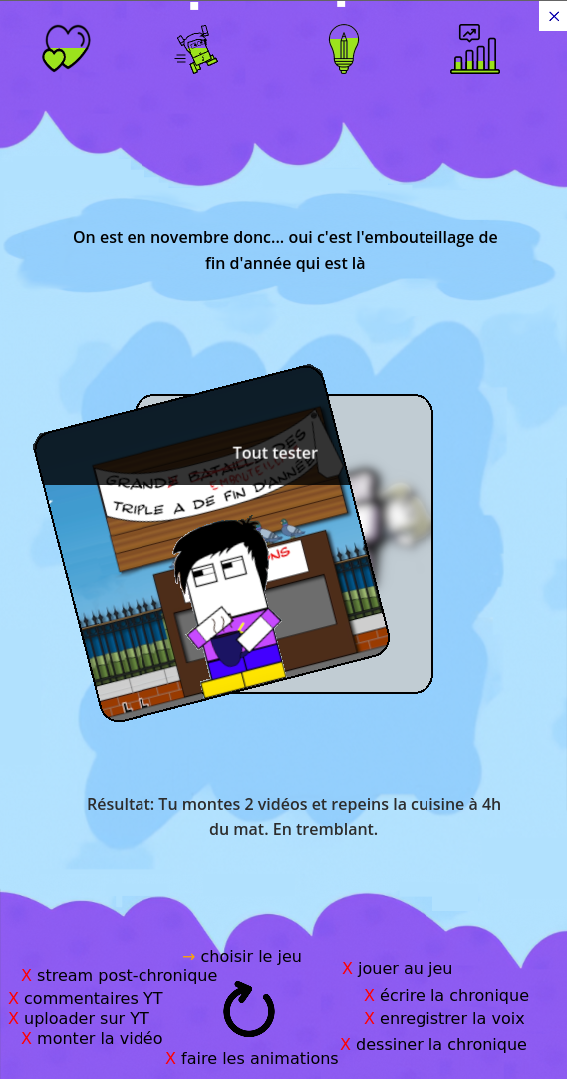 On est en novembre donc... oui c'est l'embouteillage de
fin d'année qui est là
Tout tester
GRANDE BATAILLE DES
EMBOUTEILL
TRIPLE A DE FIN D'ANNÉE
NS
Résultat: Tu montes 2 vidéos et repeins la cuisine à 4h
du mat. En tremblant.
→ choisir le jeu
X jouer au jeu
X écrire la chronique
X enregistrer la voix
X dessiner la chronique
X faire les animations
X monter la vidéo
X uploader sur YT
X commentaires YT
X stream post-chronique